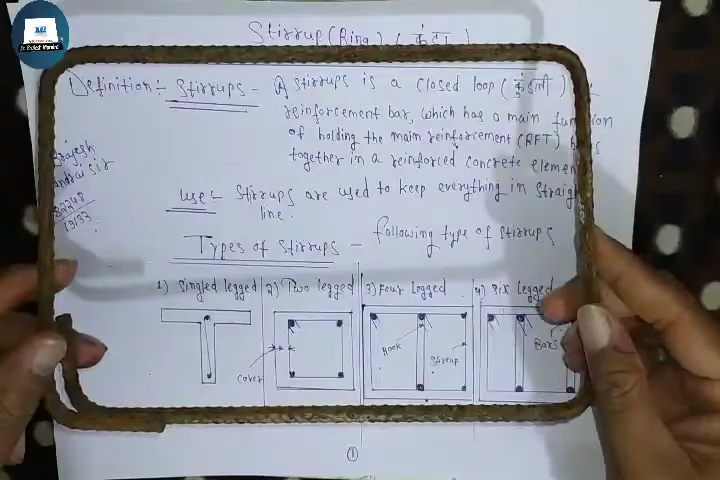 Stirrup (Ring) (
Definition :- Stirrups - A stirrups is a closed loop (
reinforcement bar, which has a main function
of holding the main reinforcement (RFT) bars
together in a reinforced concrete elemen
Use :- Stirrups are used to keep everything in straigh
line.
Brajesh
Sir
13133
Types of Stirrups - following type of stirrups
1) Singled legged 2) Two legged 3) Four legged 4) Six legged
Hook
Bars
Stirrup
Cover
1